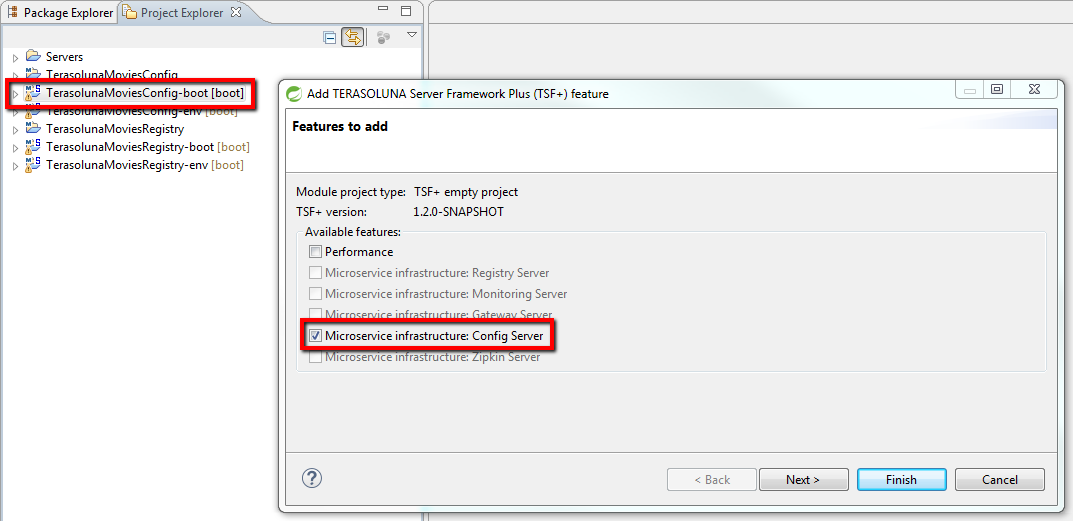 Package Explorer
Project Explorer
Servers
TerasolunaMoviesConfig
TerasolunaMoviesConfig-boot [boot]
TerasolunaMoviesConfig-env [boot]
TerasolunaMoviesRegistry
TerasolunaMoviesRegistry-boot [boot]
TerasolunaMoviesRegistry-env [boot]
Add TERASOLUNA Server Framework Plus (TSF+) feature
Features to add
Module project type: TSF+ empty project
TSF+ version: 1.2.0-SNAPSHOT
Available features:
Performance
Microservice infrastructure: Registry Server
Microservice infrastructure: Monitoring Server
Microservice infrastructure: Gateway Server
Microservice infrastructure: Config Server
Microservice infrastructure: Zipkin Server
?
< Back
Next >
Finish
Cancel